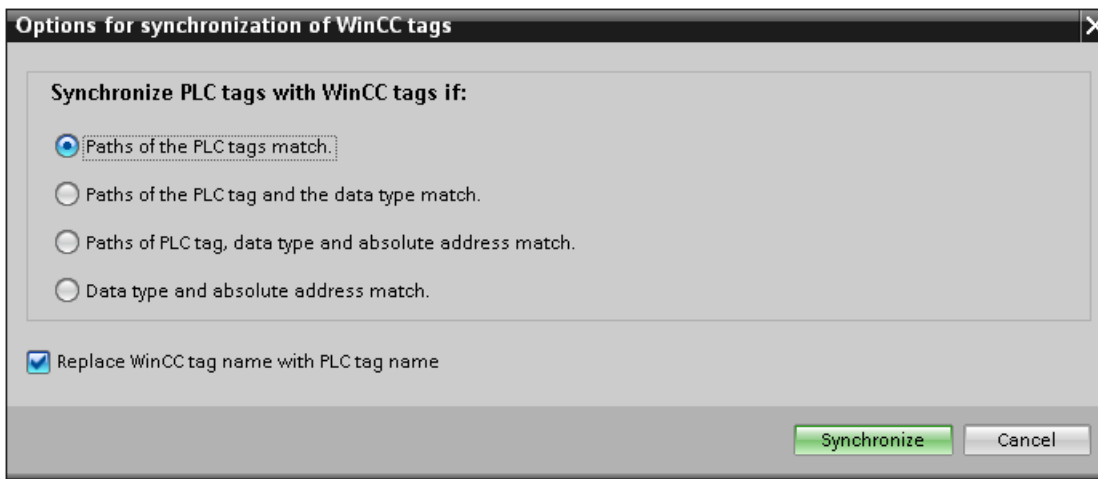 Options for synchronization of WinCC tags
Synchronize PLC tags with WinCC tags if:
Paths of the PLC tags match.
Paths of the PLC tag and the data type match.
Paths of PLC tag, data type and absolute address match.
Data type and absolute address match.
Replace WinCC tag name with PLC tag name
Synchronize Cancel